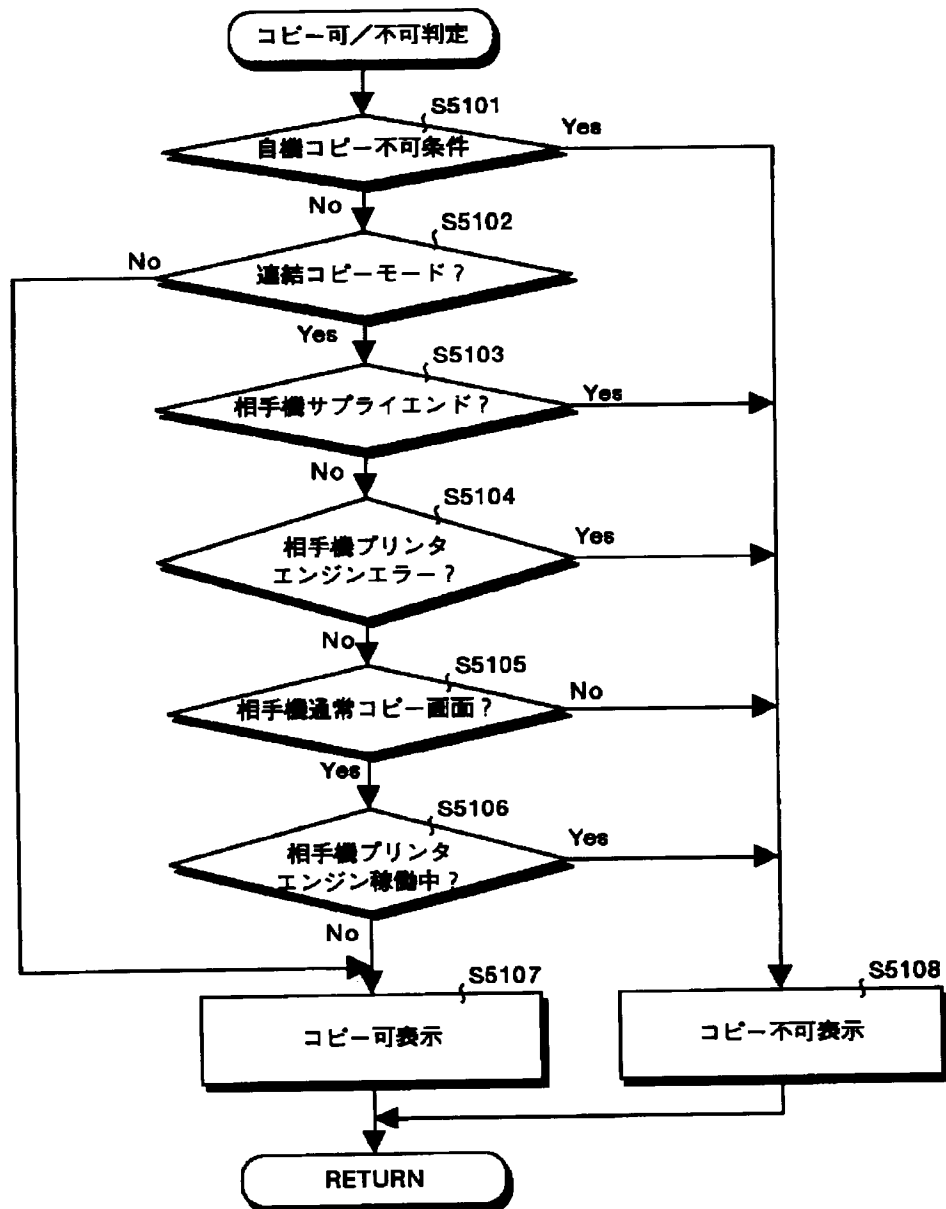 コピー可／不可判定
S5101
自機コピー不可条件
Yes
No
S5102
連結コピーモード？
No
Yes
S5103
相手機サプライエンド？
Yes
No
S5104
相手機プリンタ
エンジンエラー？
Yes
No
S5105
相手機通常コピー画面？
No
Yes
S5106
相手機プリンタ
エンジン稼働中？
Yes
No
S5107
コピー可表示
S5108
コピー不可表示
RETURN